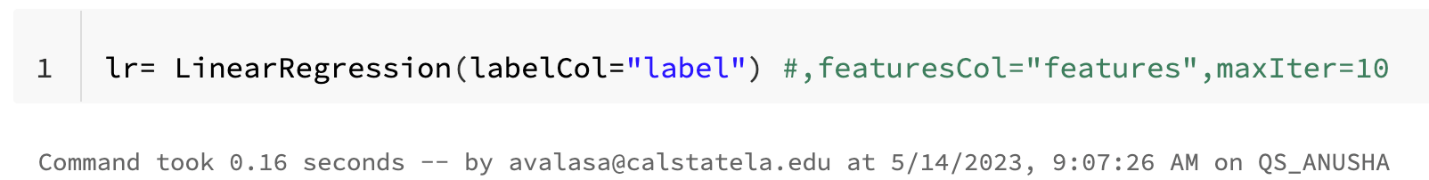 1 lr= LinearRegression(labelCol="label") #,featuresCol="features",maxIter=10
Command took 0.16 seconds -- by avalasa@calstatela.edu at 5/14/2023, 9:07:26 AM on QS_ANUSHA